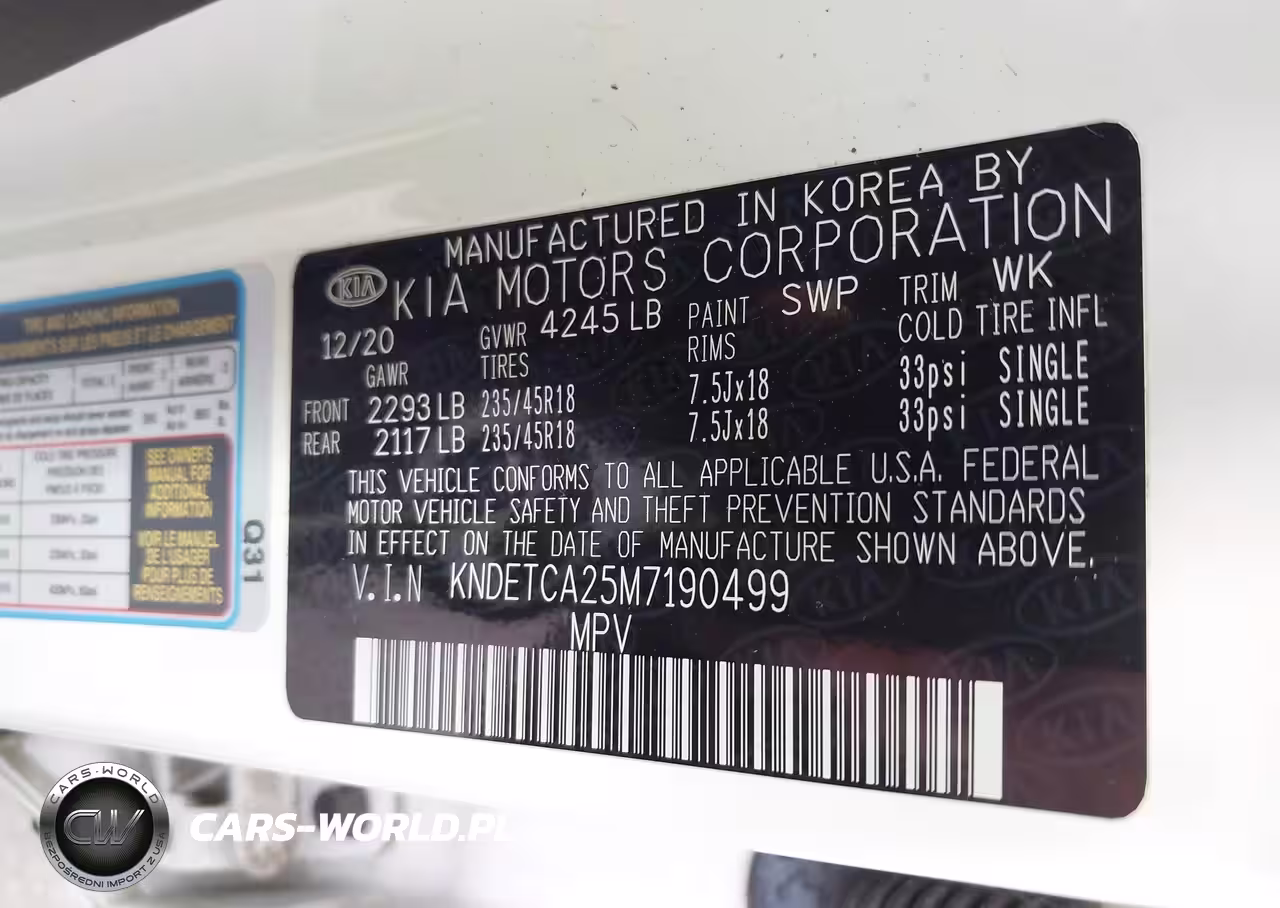 MANUFACTURED IN KOREA BY
KIA KIA MOTORS CORPORATION
12/20 GVWR 4245 LB PAINT SWP TRIM WK
GAWR TIRES RIMS COLD TIRE INFL
FRONT 2293 LB 235/45R18 7.5Jx18 33psi SINGLE
REAR 2117 LB 235/45R18 7.5Jx18 33psi SINGLE
THIS VEHICLE CONFORMS TO ALL APPLICABLE U.S.A. FEDERAL
MOTOR VEHICLE SAFETY AND THEFT PREVENTION STANDARDS
IN EFFECT ON THE DATE OF MANUFACTURE SHOWN ABOVE.
V.I.N KNDETCA25M7190499
MPV
SEE OWNER'S
MANUAL FOR
ADDITIONAL
INFORMATION
VOIR LE MANUEL
DE L'USAGER
POUR PLUS DE
RENSEIGNEMENTS
Q31
CARS-WORLD
CW
BEZPOŚREDNI IMPORT Z USA
CARS-WORLD.PL